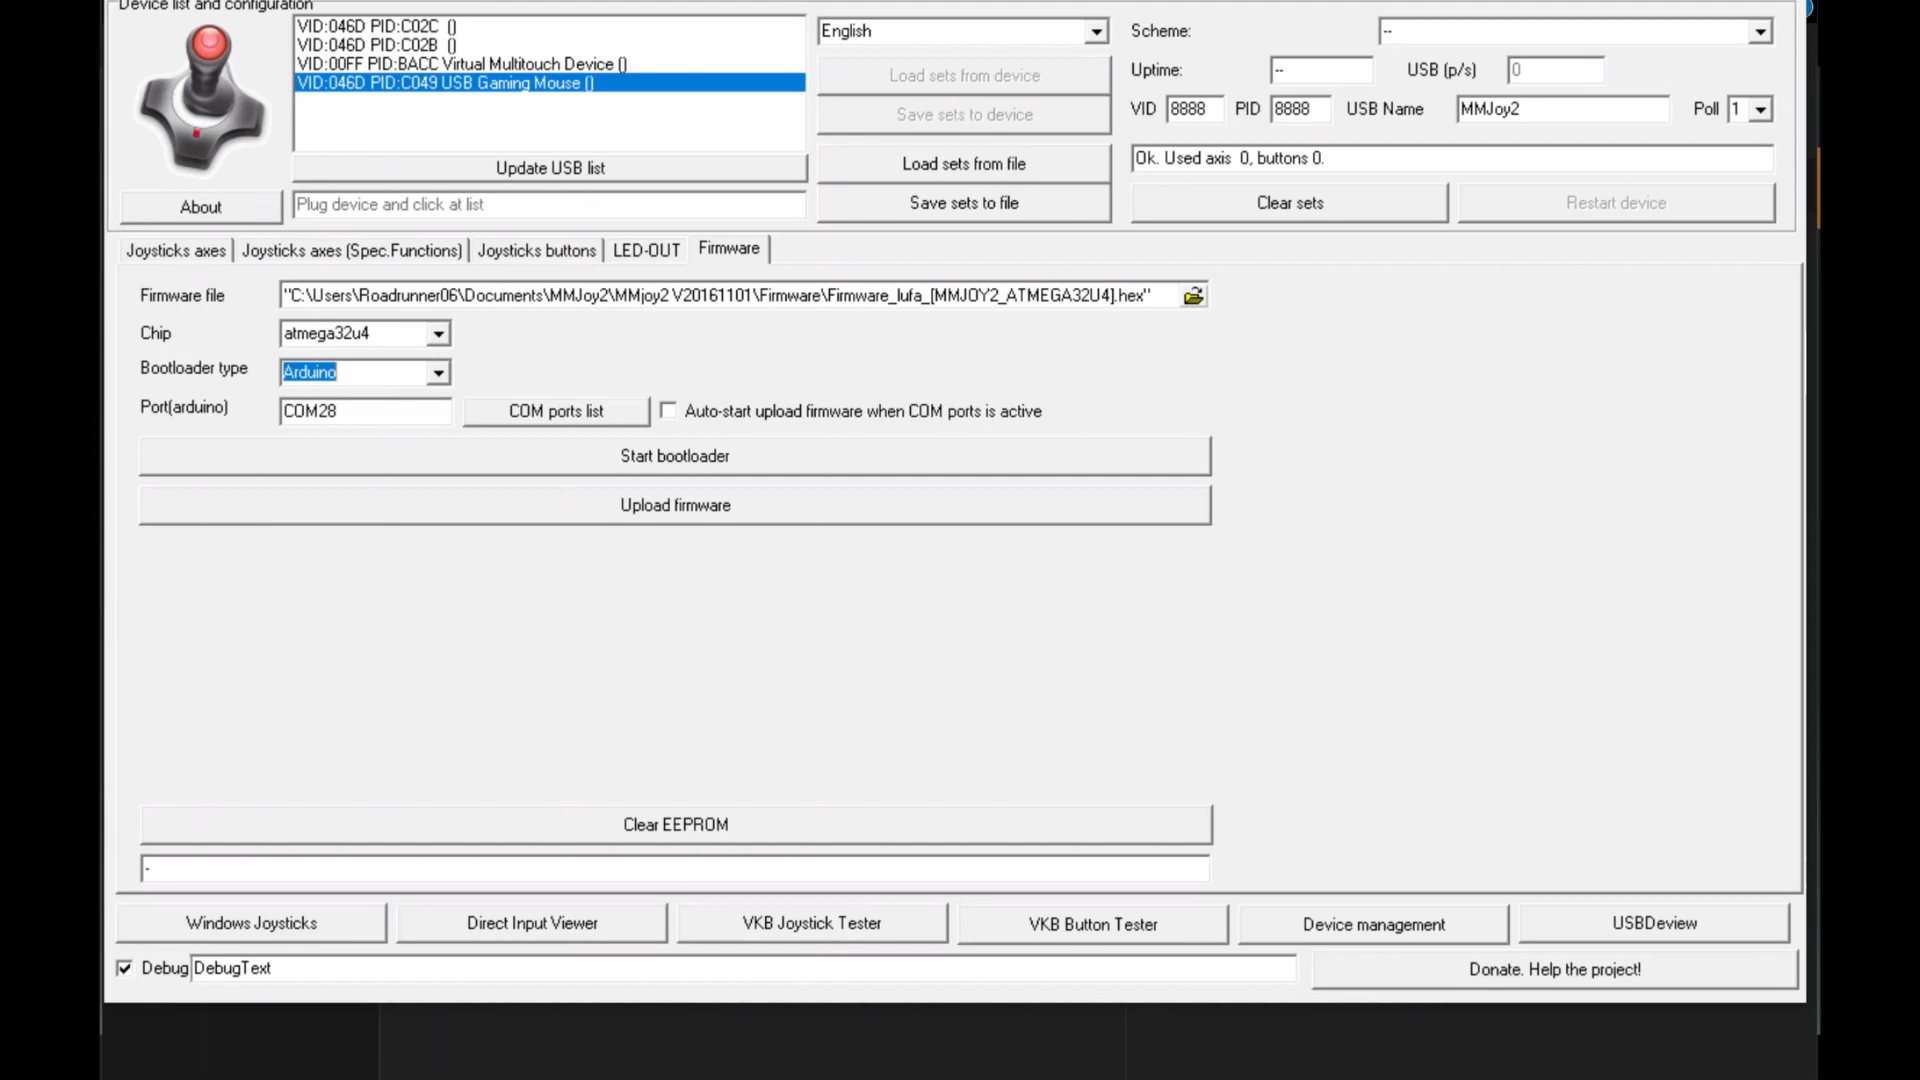 Device list and configuration
VID:046D PID:C02C ()
VID:046D PID:C02B ()
VID:00FF PID:BACC Virtual Multitouch Device ()
VID:046D PID:C049 USB Gaming Mouse ()
Update USB list
About
Plug device and click at list
English
Load sets from device
Save sets to device
Load sets from file
Save sets to file
Scheme: --
Uptime: -- USB (p/s) 0
VID 8888 PID 8888 USB Name MMJoy2 Poll 1
Ok. Used axis 0, buttons 0.
Clear sets Restart device
Joysticks axes Joysticks axes (Spec.Functions) Joysticks buttons LED-OUT Firmware
Firmware file "C:\Users\Roadrunner06\Documents\MMJoy2\MMjoy2 V20161101\Firmware\Firmware_lufa_[MMJOY2_ATMEGA32U4].hex"
Chip atmega32u4
Bootloader type Arduino
Port(arduino) COM28 COM ports list Auto-start upload firmware when COM ports is active
Start bootloader
Upload firmware
Clear EEPROM
-
Windows Joysticks Direct Input Viewer VKB Joystick Tester VKB Button Tester Device management USBDeview
Debug DebugText Donate. Help the project!